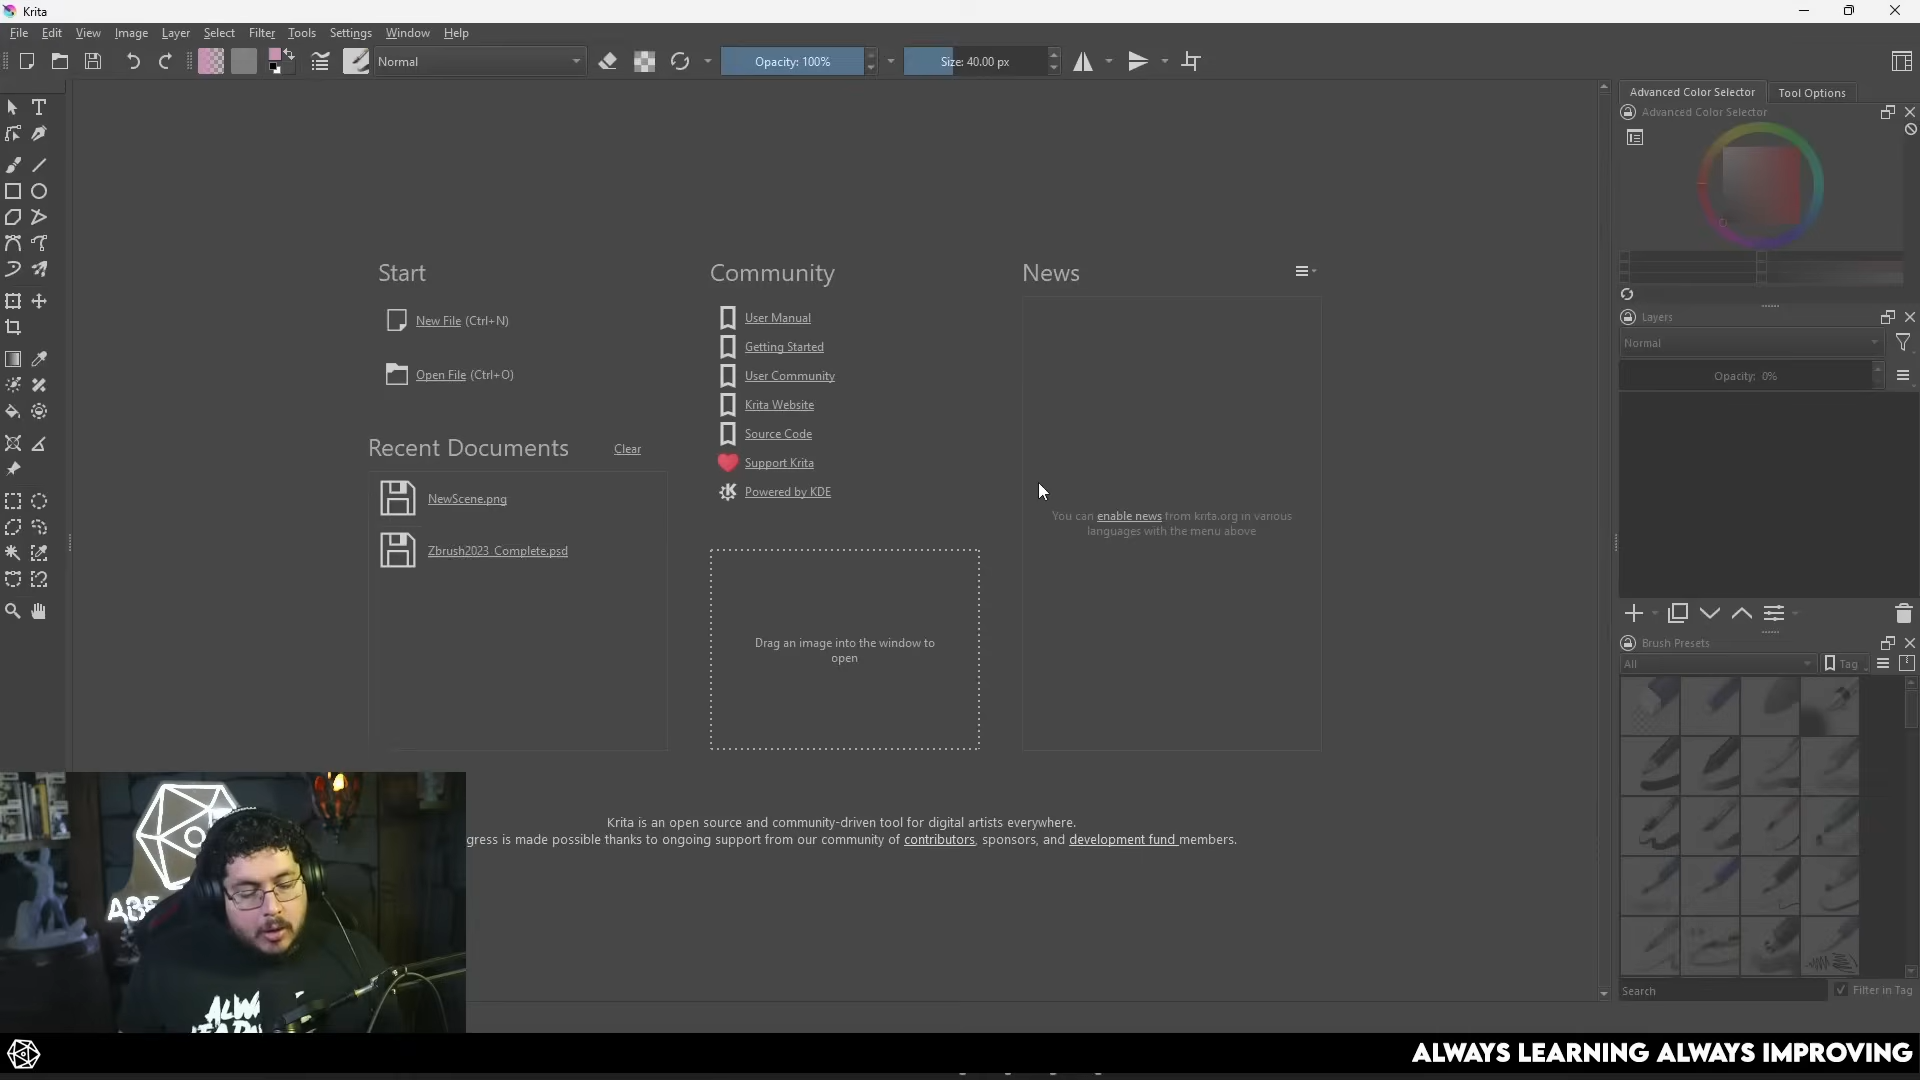 Krita
File Edit View Image Layer Select Filter Tools Settings Window Help
Normal
Opacity: 100%
Size: 40.00 px
Advanced Color Selector
Tool Options
Advanced Color Selector
Start
New File (Ctrl+N)
Open File (Ctrl+O)
Recent Documents
Clear
NewScene.png
Zbrush2023_Complete.psd
Community
User Manual
Getting Started
User Community
Krita Website
Source Code
Support Krita
Powered by KDE
Drag an image into the window to
open
News
You can enable news from krita.org in various
languages with the menu above
Krita is an open source and community-driven tool for digital artists everywhere.
gress is made possible thanks to ongoing support from our community of contributors, sponsors, and development fund members.
Layers
Normal
Opacity: 0%
Brush Presets
All
Tag
Search
Filter in Tag
ALWAYS LEARNING ALWAYS IMPROVING